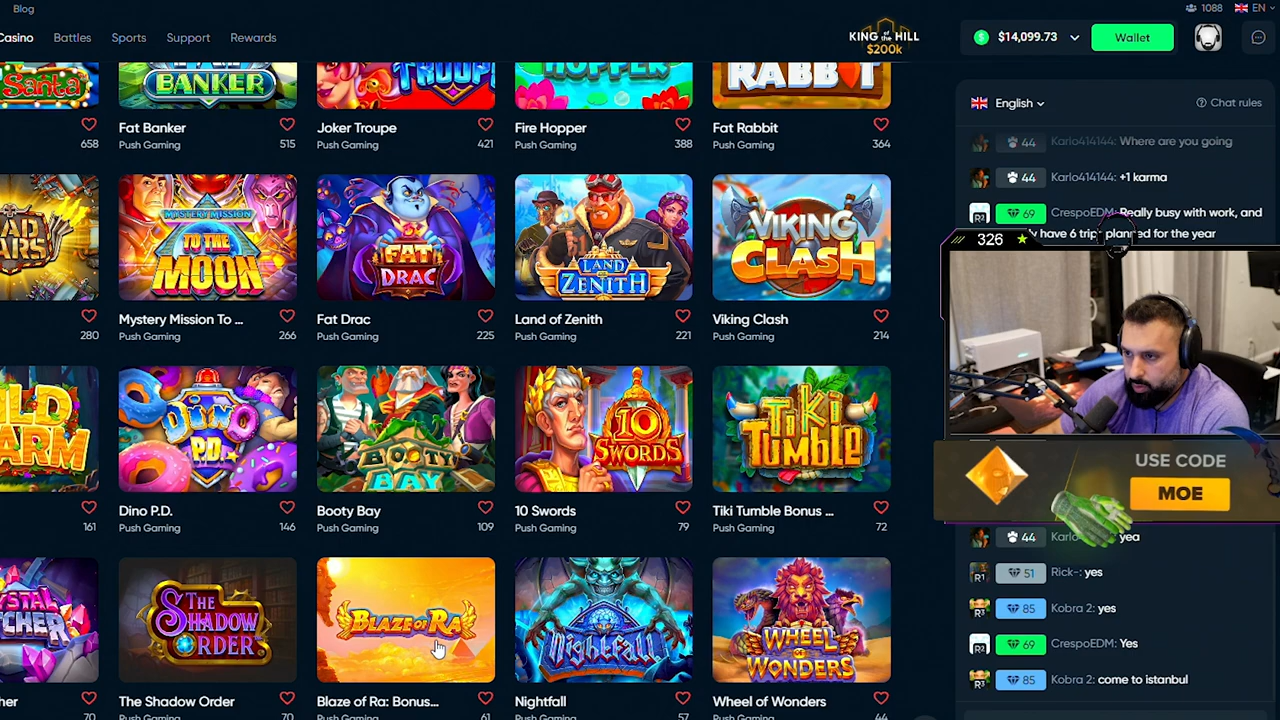 Blog
1088
EN
Casino
Battles
Sports
Support
Rewards
KING of the HILL
$200k
$14,099.73
Wallet
Santa
BANKER
TROUPE
HOPPER
RABBIT
English
Chat rules
Fat Banker
Joker Troupe
Fire Hopper
Fat Rabbit
658
Push Gaming
515
Push Gaming
421
Push Gaming
388
Push Gaming
364
44 Karlo414144: Where are you going
44 Karlo414144: +1 karma
R2 69 CrespoEDM: Really busy with work, and
have 6 trips planned for the year
326
MYSTERY MISSION
TO THE
MOON
FAT
DRAC
LAND
OF
ZENITH
VIKING
CLASH
Mystery Mission To ...
Fat Drac
Land of Zenith
Viking Clash
280
Push Gaming
266
Push Gaming
225
Push Gaming
221
Push Gaming
214
DINO
P.D.
BOOTY
BAY
10
SWORDS
TIKI
TUMBLE
USE CODE
MOE
Dino P.D.
Booty Bay
10 Swords
Tiki Tumble Bonus ...
161
Push Gaming
146
Push Gaming
109
Push Gaming
79
Push Gaming
72
44 yea
R1 51 Rick-: yes
R3 85 Kobra 2: yes
R2 69 CrespoEDM: Yes
R3 85 Kobra 2: come to istanbul
THE
SHADOW
ORDER
BLAZE OF RA
Nightfall
WHEEL
OF
WONDERS
The Shadow Order
Blaze of Ra: Bonus...
Nightfall
Wheel of Wonders
70
Push Gaming
70
Push Gaming
61
Push Gaming
57
Push Gaming
44